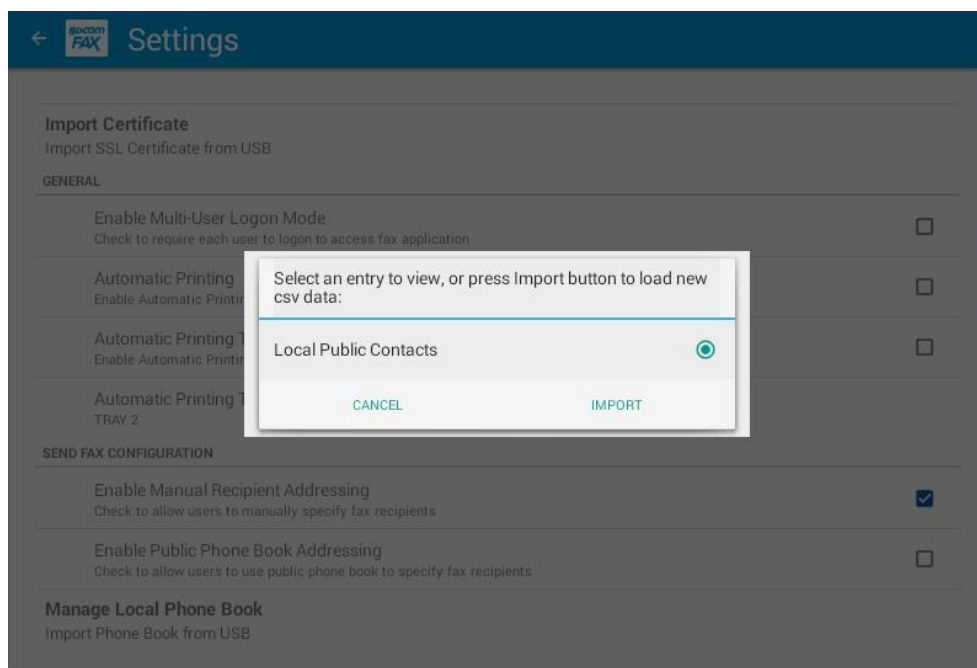 gocom
FAX
Settings
Import Certificate
Import SSL Certificate from USB
GENERAL
Enable Multi-User Logon Mode
Check to require each user to logon to access fax application
Automatic Printing
Enable Automatic Printin
Automatic Printing T
Enable Automatic Printin
Automatic Printing T
TRAY 2
Select an entry to view, or press Import button to load new
csv data:
Local Public Contacts
CANCEL IMPORT
SEND FAX CONFIGURATION
Enable Manual Recipient Addressing
Check to allow users to manually specify fax recipients
Enable Public Phone Book Addressing
Check to allow users to use public phone book to specify fax recipients
Manage Local Phone Book
Import Phone Book from USB